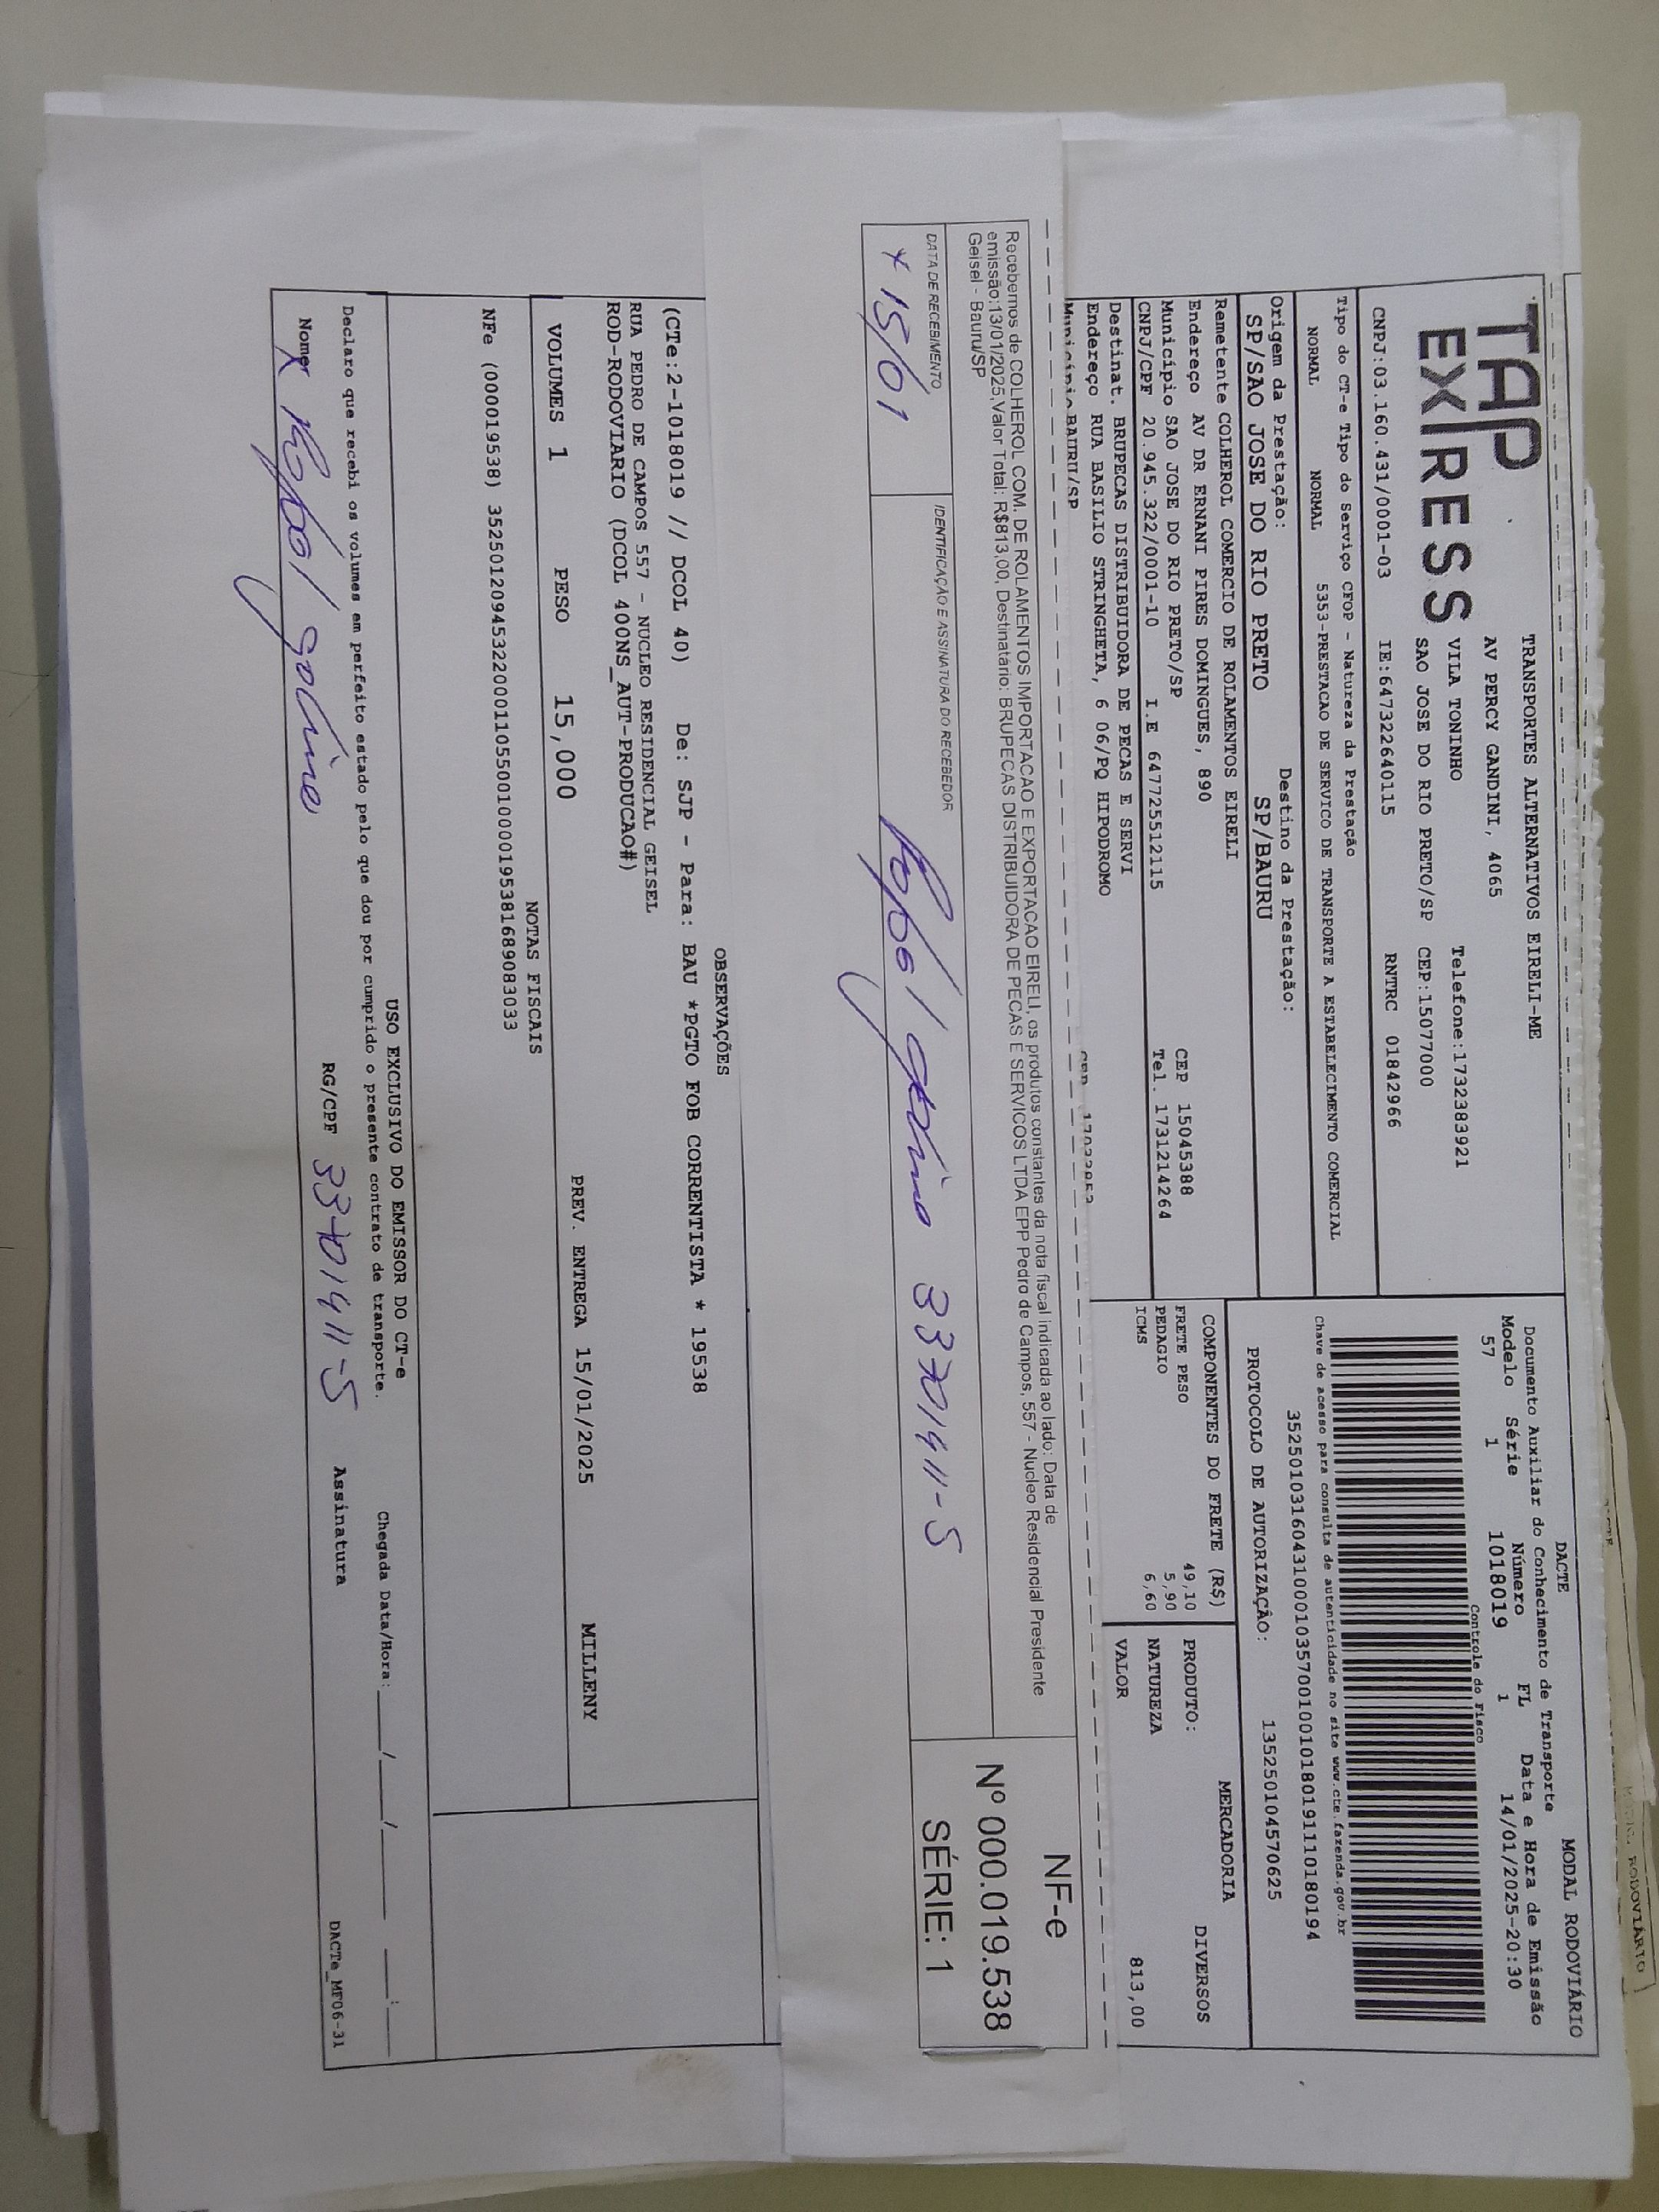 MODAL RODOVIÁRIO
TAP
EXPRESS
TRANSPORTES ALTERNATIVOS EIRELI-ME
AV PERCY GANDINI, 4065
VILA TONINHO Telefone:1732383921
SAO JOSE DO RIO PRETO/SP CEP:15077000
CNPJ:03.160.431/0001-03 IE:647322640115 RNTRC 01842966
DACTE
Documento Auxiliar do Conhecimento de Transporte
Modelo Série Número FL Data e Hora de Emissão
57 1 1018019 1 14/01/2025-20:30
Controle do Fisco
Chave de acesso para consulta de autenticidade no site www.cte.fazenda.gov.br
35250103160431000103570010010180191110180194
PROTOCOLO DE AUTORIZAÇÃO: 135250104570625
Tipo do CT-e Tipo do Serviço CFOP - Natureza da Prestação
NORMAL NORMAL 5353-PRESTACAO DE SERVICO DE TRANSPORTE A ESTABELECIMENTO COMERCIAL
Origem da Prestação: Destino da Prestação:
SP/SAO JOSE DO RIO PRETO SP/BAURU
Remetente COLHEROL COMERCIO DE ROLAMENTOS EIRELI
Endereço AV DR ERNANI PIRES DOMINGUES, 890 CEP 15045388
Município SAO JOSE DO RIO PRETO/SP Tel. 1731214264
CNPJ/CPF 20.945.322/0001-10 I.E 647725512115
Destinat. BRUPECAS DISTRIBUIDORA DE PECAS E SERVI
Endereço RUA BASILIO STRINGHETA, 6 06/PQ HIPODROMO
Município BAURU/SP CEP
COMPONENTES DO FRETE (R$)
FRETE PESO 49,10
PEDAGIO 5,90
ICMS 6,60
MERCADORIA
PRODUTO: DIVERSOS
NATUREZA
VALOR 813,00
Recebemos de COLHEROL COM. DE ROLAMENTOS IMPORTACAO E EXPORTACAO EIRELI, os produtos constantes da nota fiscal indicada ao lado: Data de
emissão:13/01/2025,Valor Total: R$813,00, Destinatário: BRUPECAS DISTRIBUIDORA DE PECAS E SERVICOS LTDA EPP Pedro de Campos, 557 - Nucleo Residencial Presidente
Geisel - Bauru/SP
NF-e
Nº 000.019.538
SÉRIE: 1
DATA DE RECEBIMENTO IDENTIFICAÇÃO E ASSINATURA DO RECEBEDOR
x 15/01 33701411-5
OBSERVAÇÕES
(CTe:2-1018019 // DCOL 40) De: SJP - Para: BAU *PGTO FOB CORRENTISTA * 19538
RUA PEDRO DE CAMPOS 557 - NUCLEO RESIDENCIAL GEISEL
ROD-RODOVIARIO (DCOL 400NS_AUT-PRODUCAO#)
VOLUMES 1 PESO 15,000 PREV. ENTREGA 15/01/2025 MILLENY
NOTAS FISCAIS
NFe (000019538) 35250120945322000110550010000195381689083033
USO EXCLUSIVO DO EMISSOR DO CT-e
Declaro que recebi os volumes em perfeito estado pelo que dou por cumprido o presente contrato de transporte. Chegada Data/Hora:___/___/____ __:__
Nome X RG/CPF 33701411-5 Assinatura
DACTe_MF06-31